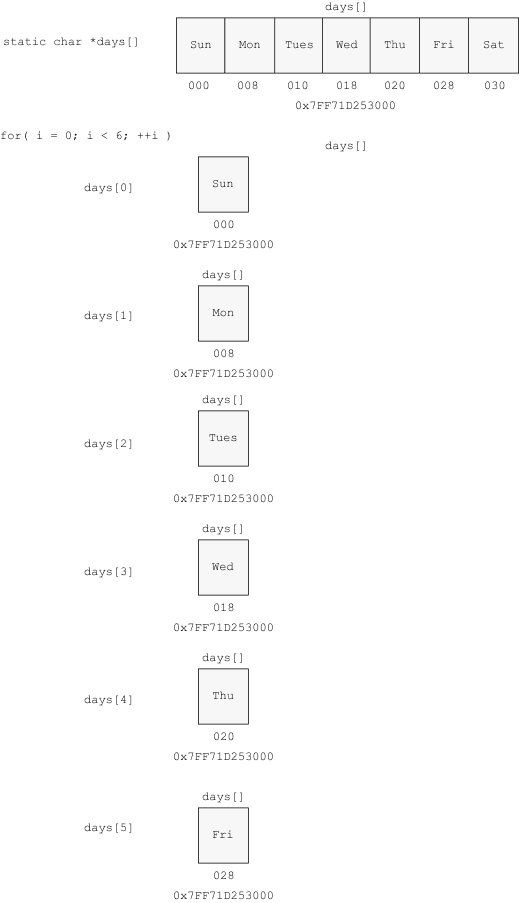 days[]
static char *days[] Sun Mon Tues Wed Thu Fri Sat
000 008 010 018 020 028 030
0x7FF71D253000
for( i = 0; i < 6; ++i )
days[]
days[0] Sun
000
0x7FF71D253000
days[]
days[1] Mon
008
0x7FF71D253000
days[]
days[2] Tues
010
0x7FF71D253000
days[]
days[3] Wed
018
0x7FF71D253000
days[]
days[4] Thu
020
0x7FF71D253000
days[]
days[5] Fri
028
0x7FF71D253000